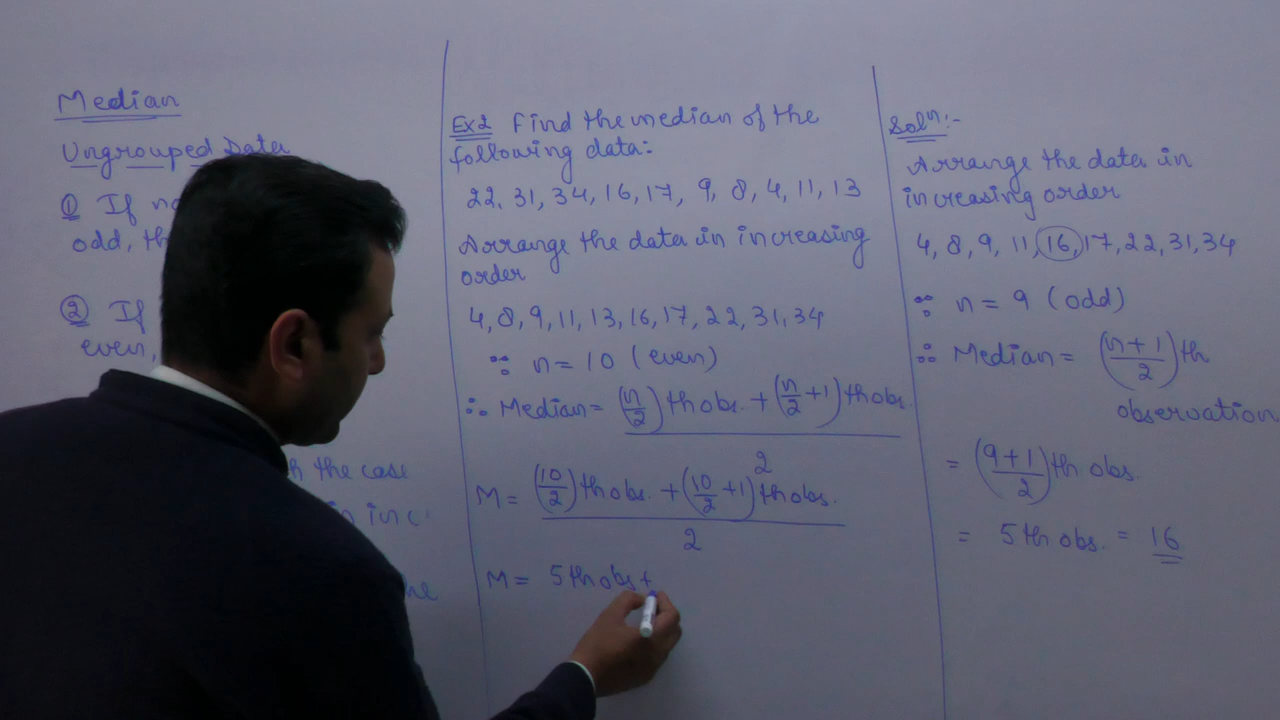 Median
Ungrouped Data
① If
odd,
② If
even,
the case
in
Ex2 Find the median of the
following data:
22, 31, 34, 16, 17, 9, 8, 4, 11, 13
Arrange the data in increasing
order
4, 8, 9, 11, 13, 16, 17, 22, 31, 34
∵ n = 10 (even)
∴ Median = (n/2)th obs. + (n/2 + 1)th obs.
2
M = (10/2)th obs. + (10/2 + 1)th obs.
2
M = 5th obs +
Solⁿ:-
Arrange the data in
increasing order
4, 8, 9, 11, 16, 17, 22, 31, 34
∵ n = 9 (odd)
∴ Median = (n + 1/2)th
observation
= (9 + 1/2)th obs.
= 5th obs. = 16